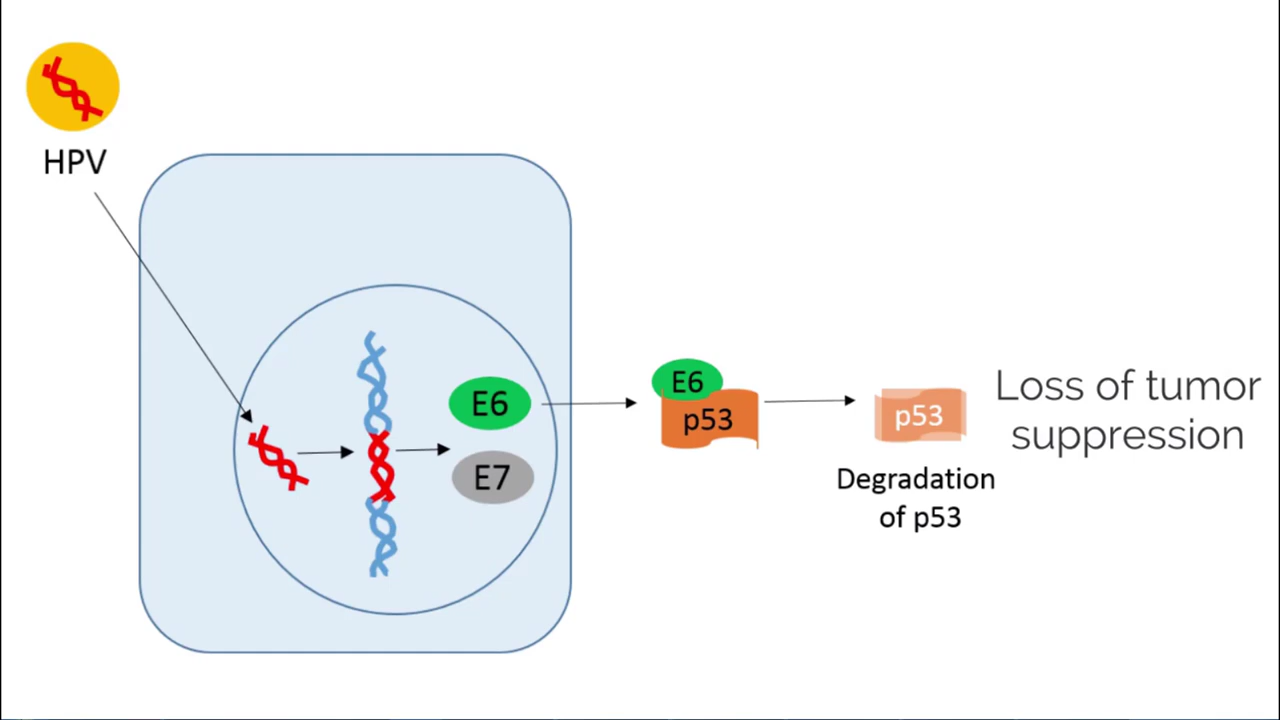 HPV
E6
E7
E6
p53
p53
Degradation
of p53
Loss of tumor
suppression